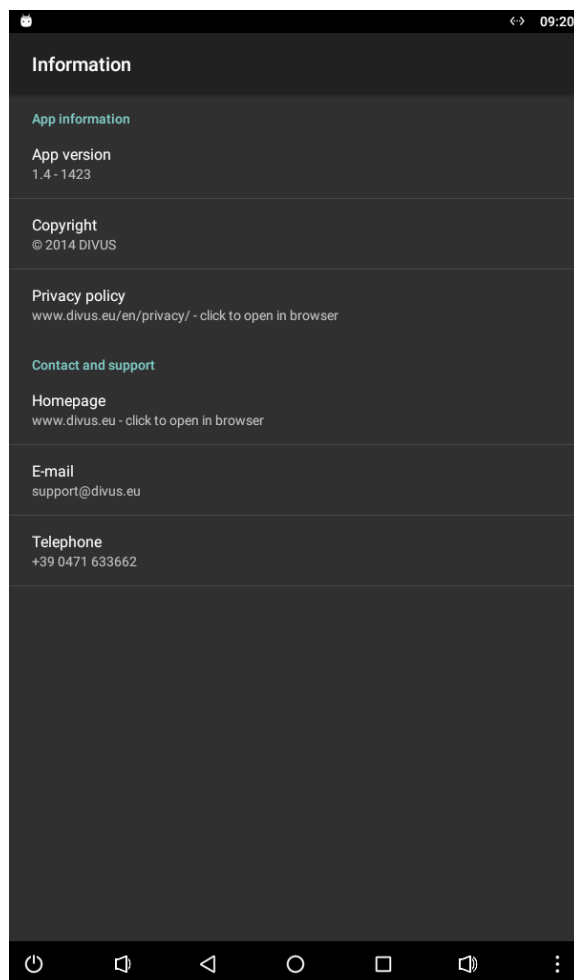 09:20
Information
App information
App version
1.4 - 1423
Copyright
© 2014 DIVUS
Privacy policy
www.divus.eu/en/privacy/ - click to open in browser
Contact and support
Homepage
www.divus.eu - click to open in browser
E-mail
support@divus.eu
Telephone
+39 0471 633662